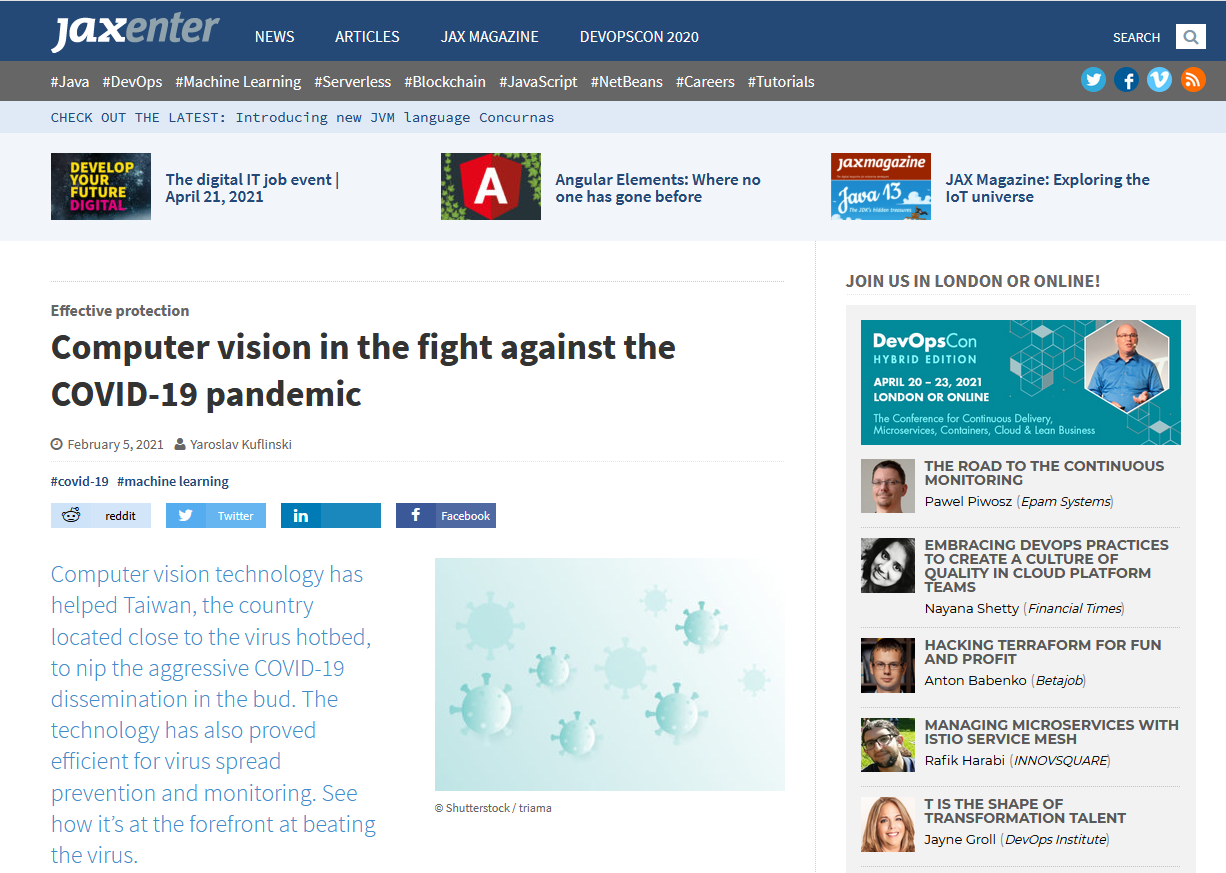 jaxenter
NEWS
ARTICLES
JAX MAGAZINE
DEVOPSCON 2020
SEARCH
#Java #DevOps #Machine Learning #Serverless #Blockchain #JavaScript #NetBeans #Careers #Tutorials
CHECK OUT THE LATEST: Introducing new JVM language Concurnas
DEVELOP
YOUR
FUTURE
DIGITAL
The digital IT job event |
April 21, 2021
A
Angular Elements: Where no
one has gone before
jaxmagazine
Java 13
The JDK's hidden treasures
JAX Magazine: Exploring the
IoT universe
Effective protection
Computer vision in the fight against the
COVID-19 pandemic
February 5, 2021 Yaroslav Kuflinski
#covid-19 #machine learning
reddit
Twitter
in
f Facebook
Computer vision technology has
helped Taiwan, the country
located close to the virus hotbed,
to nip the aggressive COVID-19
dissemination in the bud. The
technology has also proved
efficient for virus spread
prevention and monitoring. See
how it’s at the forefront at beating
the virus.
© Shutterstock / triama
JOIN US IN LONDON OR ONLINE!
DevOpsCon
HYBRID EDITION
APRIL 20 – 23, 2021
LONDON OR ONLINE
The Conference for Continuous Delivery,
Microservices, Containers, Cloud & Lean Business
THE ROAD TO THE CONTINUOUS
MONITORING
Pawel Piwosz (Epam Systems)
EMBRACING DEVOPS PRACTICES
TO CREATE A CULTURE OF
QUALITY IN CLOUD PLATFORM
TEAMS
Nayana Shetty (Financial Times)
HACKING TERRAFORM FOR FUN
AND PROFIT
Anton Babenko (Betajob)
MANAGING MICROSERVICES WITH
ISTIO SERVICE MESH
Rafik Harabi (INNOVSQUARE)
T IS THE SHAPE OF
TRANSFORMATION TALENT
Jayne Groll (DevOps Institute)